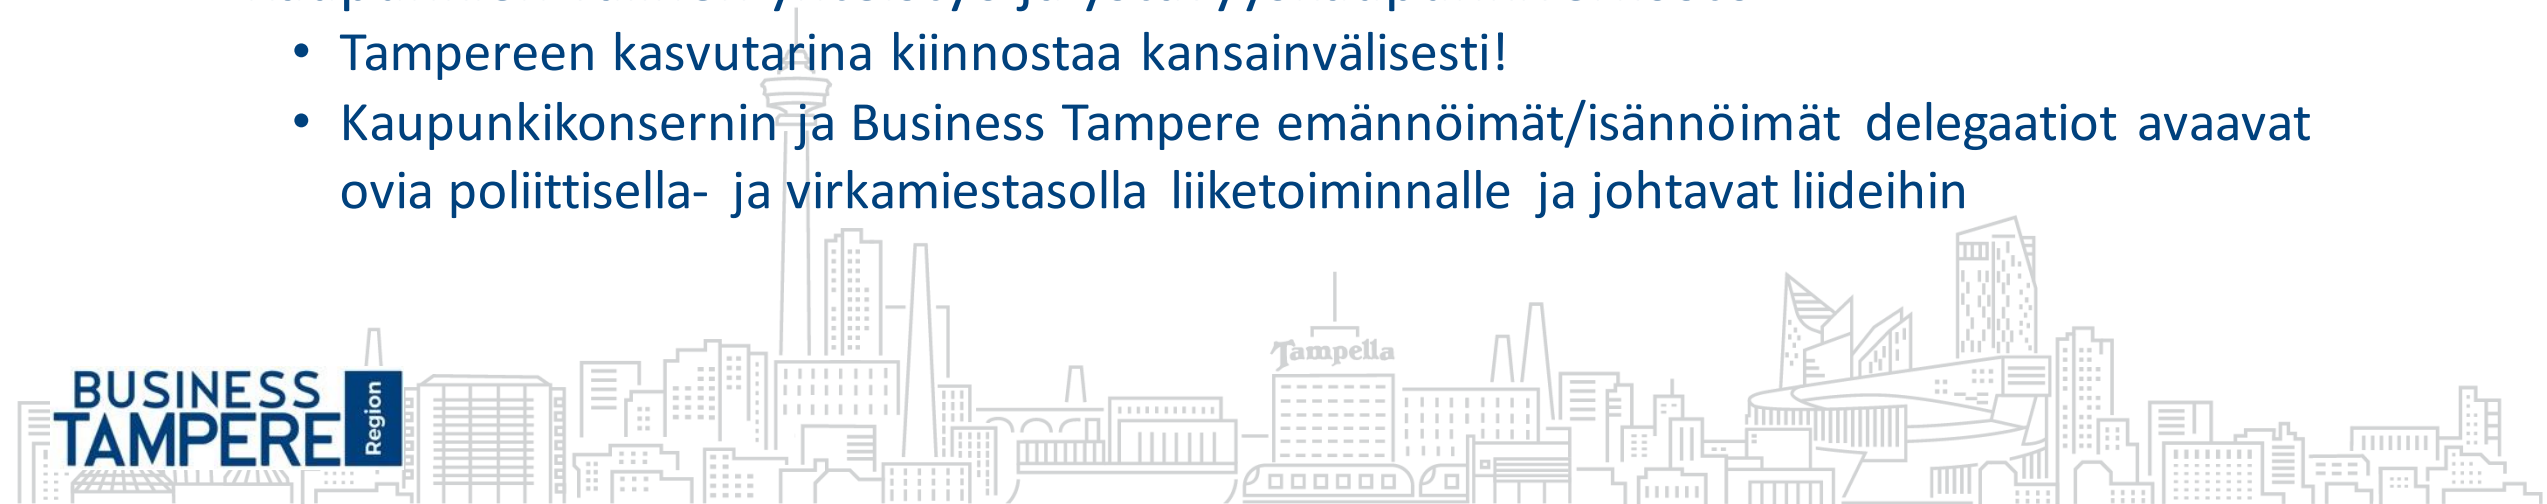 • Tampereen kasvutarina kiinnostaa kansainvälisesti!
• Kaupunkikonsernin ja Business Tampere emännöimät/isännöimät delegaatiot avaavat
ovia poliittisella- ja virkamiestasolla liiketoiminnalle ja johtavat liideihin
Tampella
BUSINESS
TAMPERE
Region